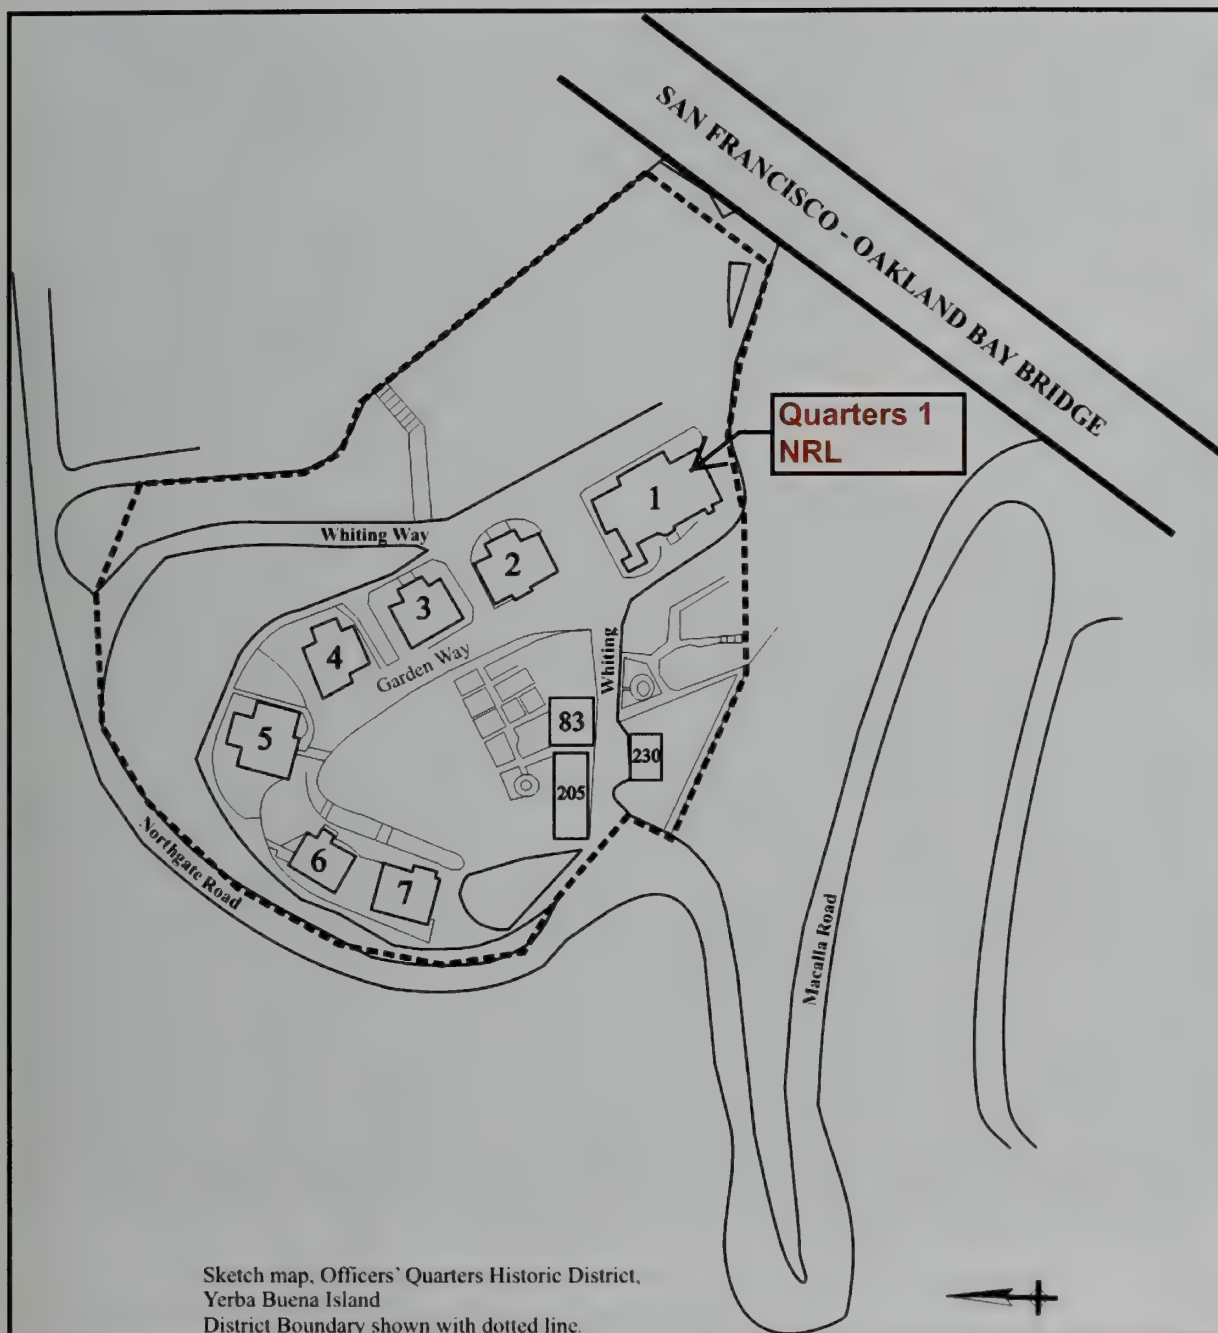 SAN FRANCISCO - OAKLAND BAY BRIDGE
Quarters 1
NRL
1
Whiting Way
2
3
4
Garden Way
Whiting
5
83
230
205
6
7
Northgate Road
Macalla Road
Sketch map, Officers' Quarters Historic District,
Yerba Buena Island
District Boundary shown with dotted line.